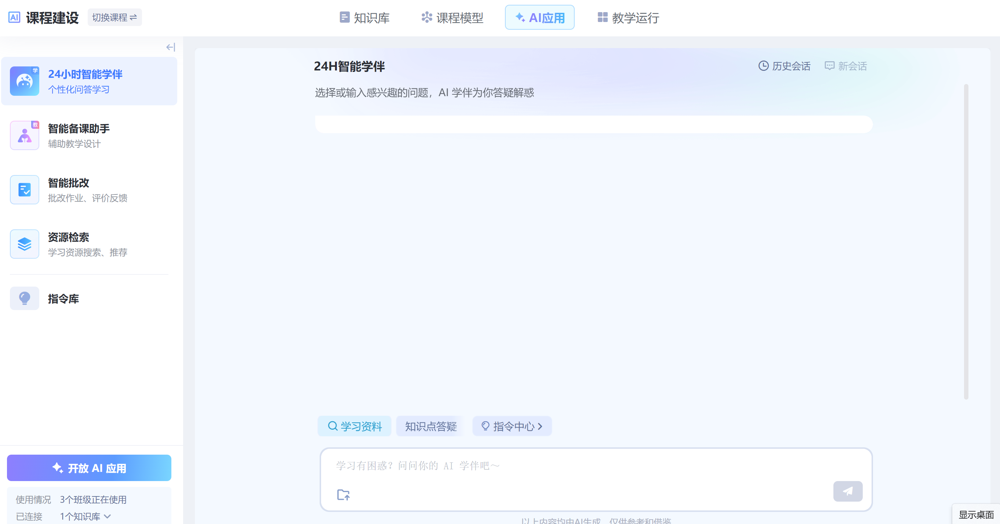 AI 课程建设 切换课程
知识库 课程模型 AI应用 教学运行
学
24小时智能学伴
个性化问答学习
教
智能备课助手
辅助教学设计
智能批改
批改作业、评价反馈
资源检索
学习资源搜索、推荐
指令库
开放 AI 应用
使用情况 3个班级正在使用
已连接 1个知识库
24H智能学伴
历史会话 新会话
选择或输入感兴趣的问题，AI 学伴为你答疑解惑
学习资料 知识点答疑 指令中心
学习有困惑？问问你的 AI 学伴吧～
以上内容均由AI生成，仅供参考和借鉴
显示桌面